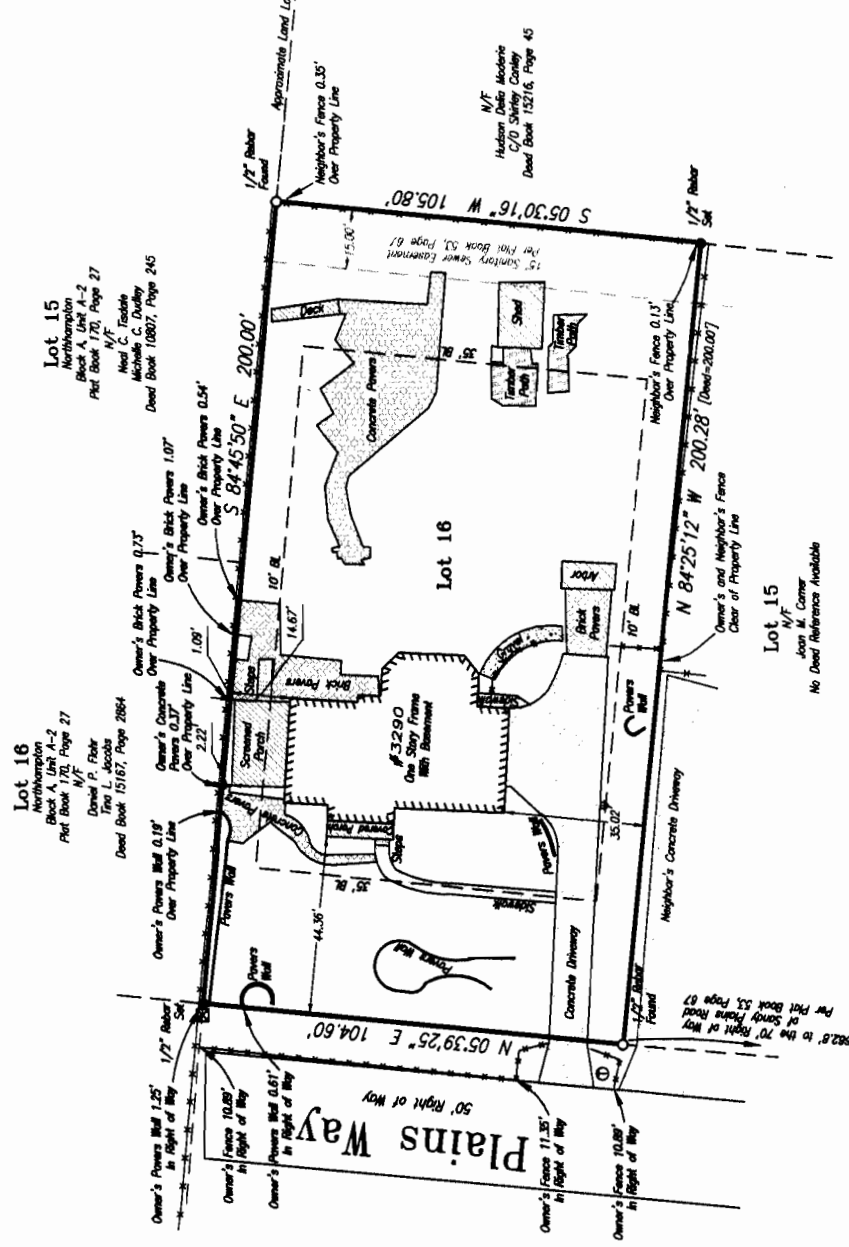 Approximate Land Lo
N/F
Hudson Della Moderie
C/O Shirley Conley
Deed Book 15216, Page 45
1/2" Rebar
Found
Neighbor's Fence 0.35'
Over Property Line
Lot 15
Northhampton
Block A, Unit A-2
Plat Book 170, Page 27
N/F
Neal C. Tisdale
Michelle C. Dudley
Deed Book 10807, Page 245
S 05°30'16" W 105.80'
15.00'
15' Sanitary Sewer Easement
Per Plat Book 53, Page 67
1/2" Rebar
Set
Deck
Concrete Pavers
35' BL
Shed
Timber
Path
Timber
Path
Neighbor's Fence 0.13'
Over Property Line
S 84°45'50" E 200.00'
Owner's Brick Pavers 0.54'
Over Property Line
Owner's Brick Pavers 1.07'
Over Property Line
Owner's Brick Pavers 0.73'
Over Property Line
10' BL
Lot 16
N 84°25'12" W 200.28' [Deed=200.00']
Arbor
Brick
Pavers
10' BL
Owner's and Neighbor's Fence
Clear of Property Line
Lot 15
N/F
Joan M. Comer
No Deed Reference Available
Lot 16
Northhampton
Block A, Unit A-2
Plat Book 170, Page 27
N/F
Daniel P. Flohr
Tina L. Jacobs
Deed Book 15167, Page 2864
1.09'
14.67'
Steps
Brick Pavers
Gravel
Sidewalk
Owner's Concrete
Pavers 0.37'
Over Property Line
2.22'
Screened
Porch
#3290
One Story Frame
With Basement
Pavers
Wall
Owner's Pavers Wall 0.19'
Over Property Line
Pavers Wall
Concrete Pavers
Covered Porch
Steps
Pavers Wall
35.02'
Neighbor's Concrete Driveway
35' BL
Sidewalk
44.36'
Pavers Wall
Concrete Driveway
Pavers
Wall
1/2" Rebar
Set
N 05°39'25" E 104.60'
1/2" Rebar
Found
582.8' to the 70' Right of Way
of Sandy Plains Road
Per Plat Book 53, Page 67
Owner's Pavers Wall 1.25'
In Right of Way
Owner's Fence 10.89'
In Right of Way
Owner's Pavers Wall 0.61'
In Right of Way
50' Right of Way
Plains Way
Owner's Fence 11.35'
In Right of Way
Owner's Fence 10.80'
In Right of Way